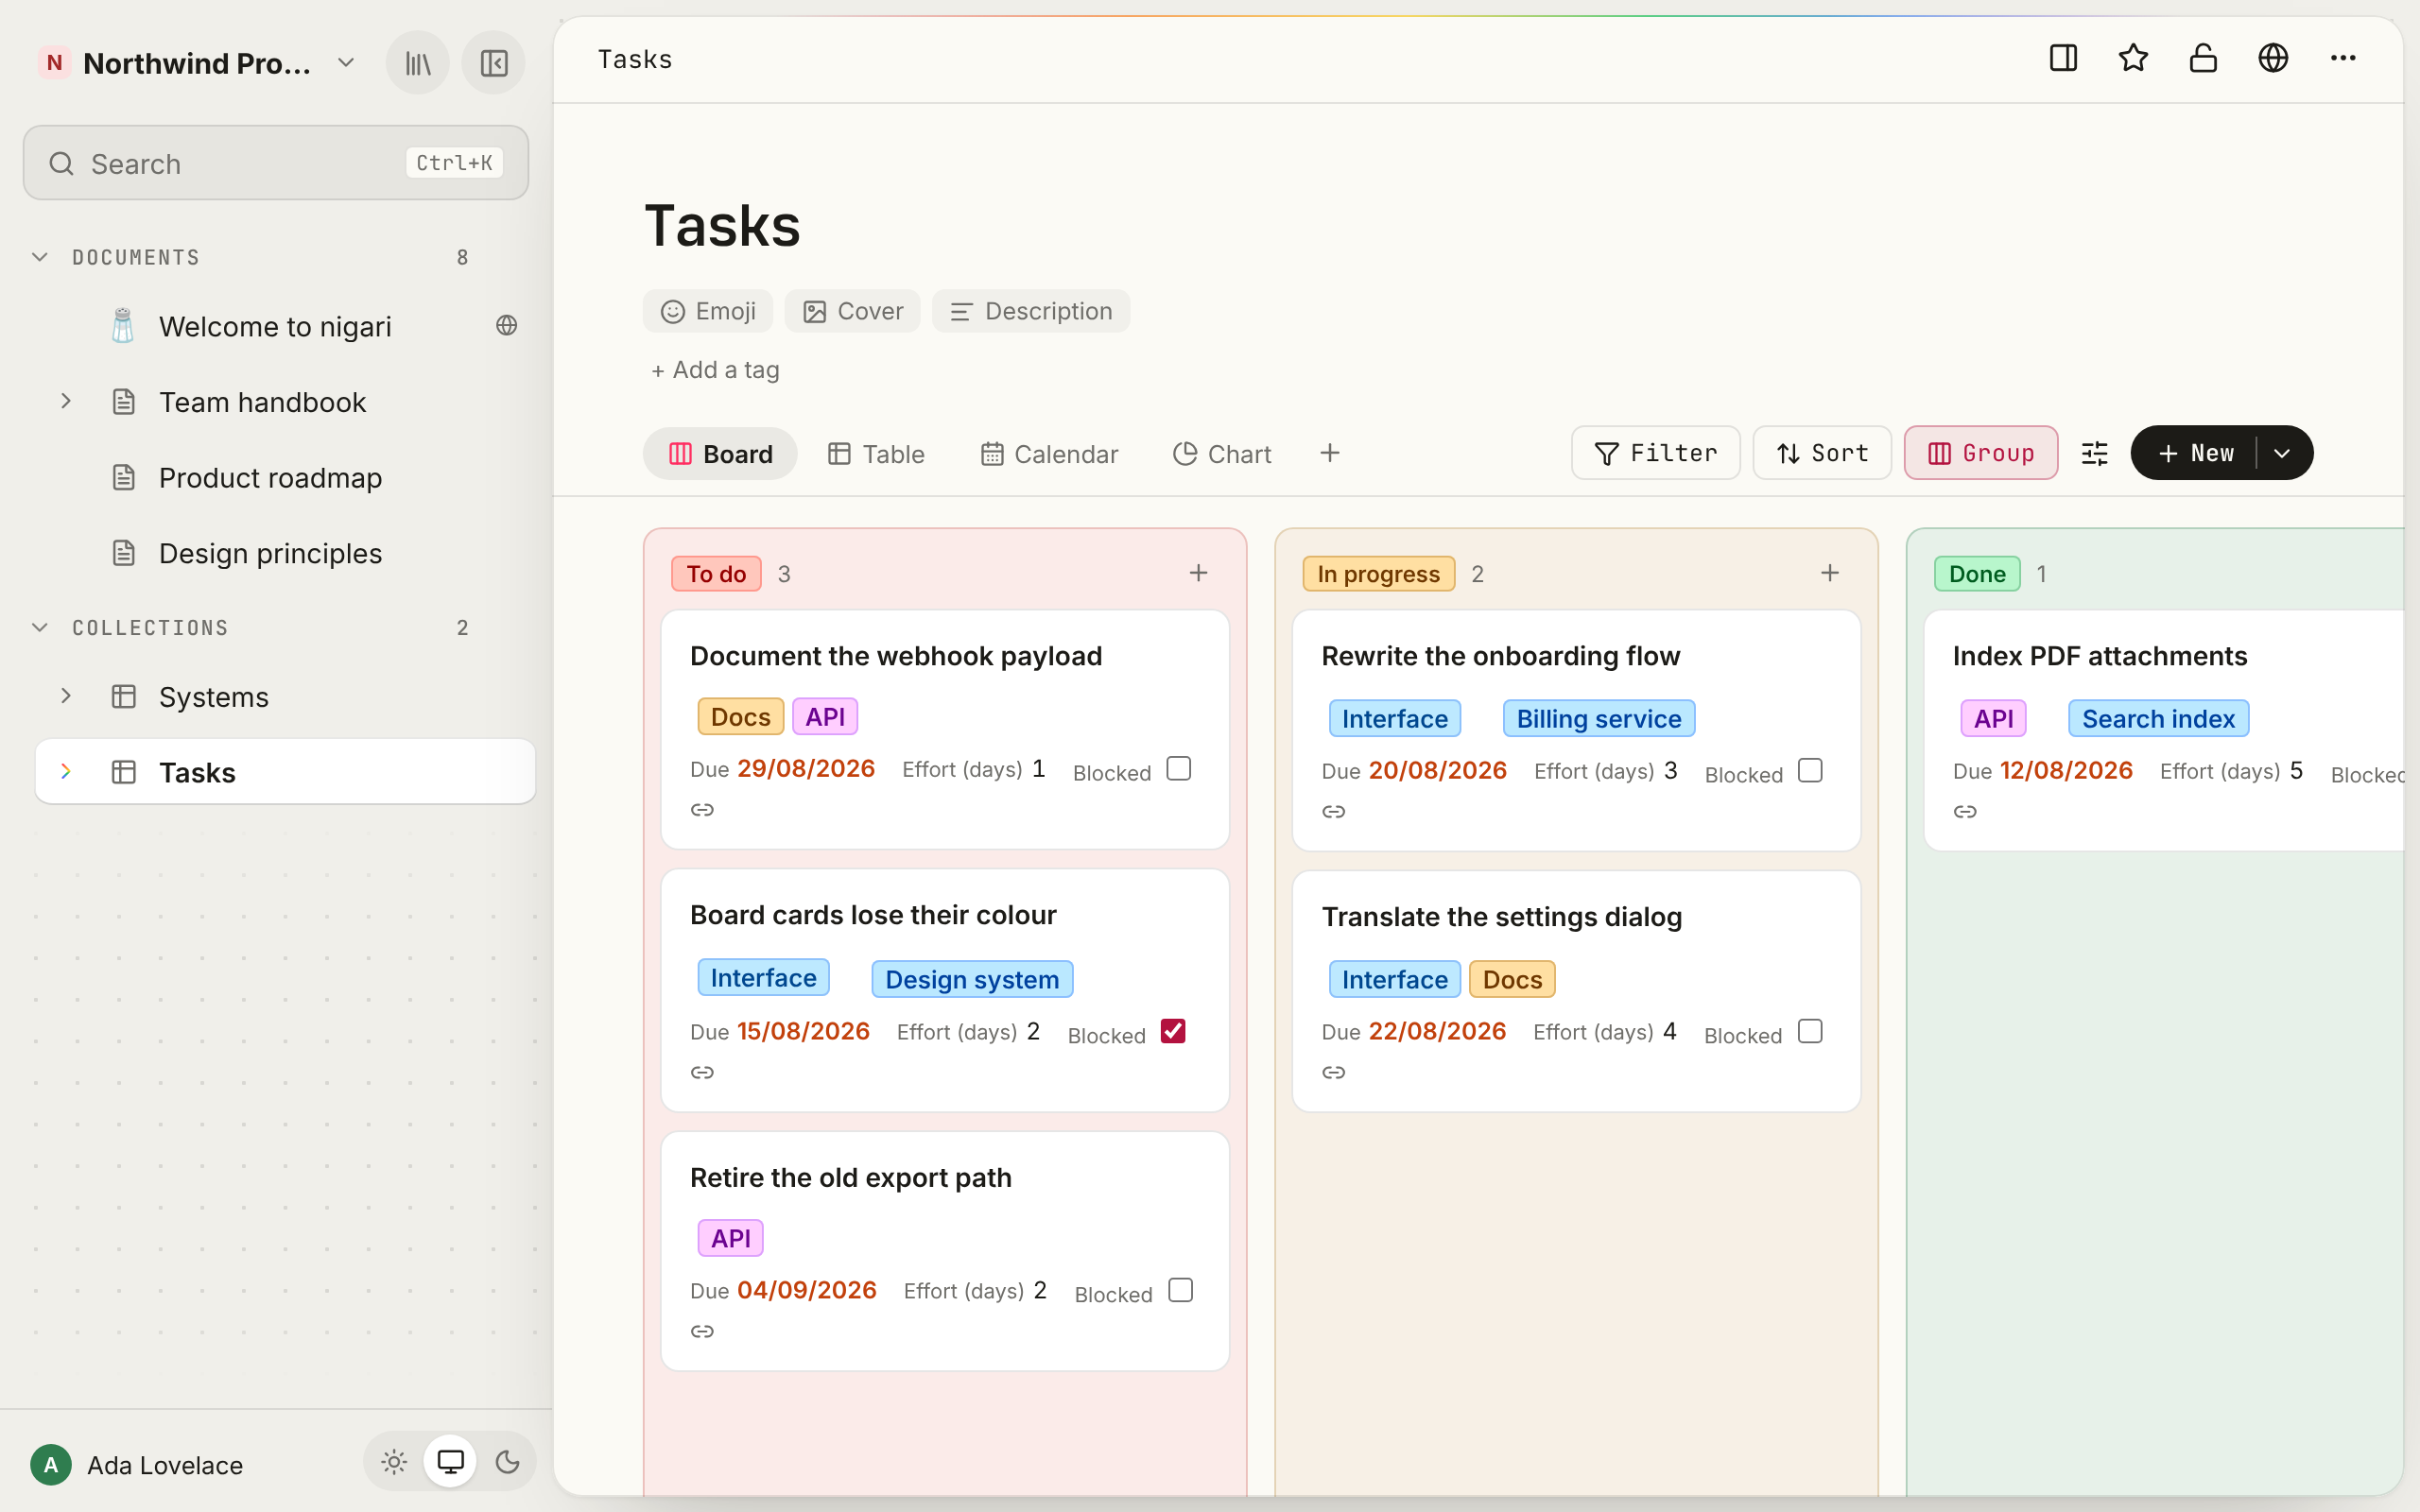 N Northwind Pro...
Search Ctrl+K
DOCUMENTS 8
Welcome to nigari
Team handbook
Product roadmap
Design principles
COLLECTIONS 2
Systems
Tasks
A Ada Lovelace
Tasks
Tasks
Emoji Cover Description
+ Add a tag
Board Table Calendar Chart +
Filter Sort Group + New
To do 3 +
Document the webhook payload
Docs API
Due 29/08/2026 Effort (days) 1 Blocked
Board cards lose their colour
Interface Design system
Due 15/08/2026 Effort (days) 2 Blocked
Retire the old export path
API
Due 04/09/2026 Effort (days) 2 Blocked
In progress 2 +
Rewrite the onboarding flow
Interface Billing service
Due 20/08/2026 Effort (days) 3 Blocked
Translate the settings dialog
Interface Docs
Due 22/08/2026 Effort (days) 4 Blocked
Done 1
Index PDF attachments
API Search index
Due 12/08/2026 Effort (days) 5 Blocked